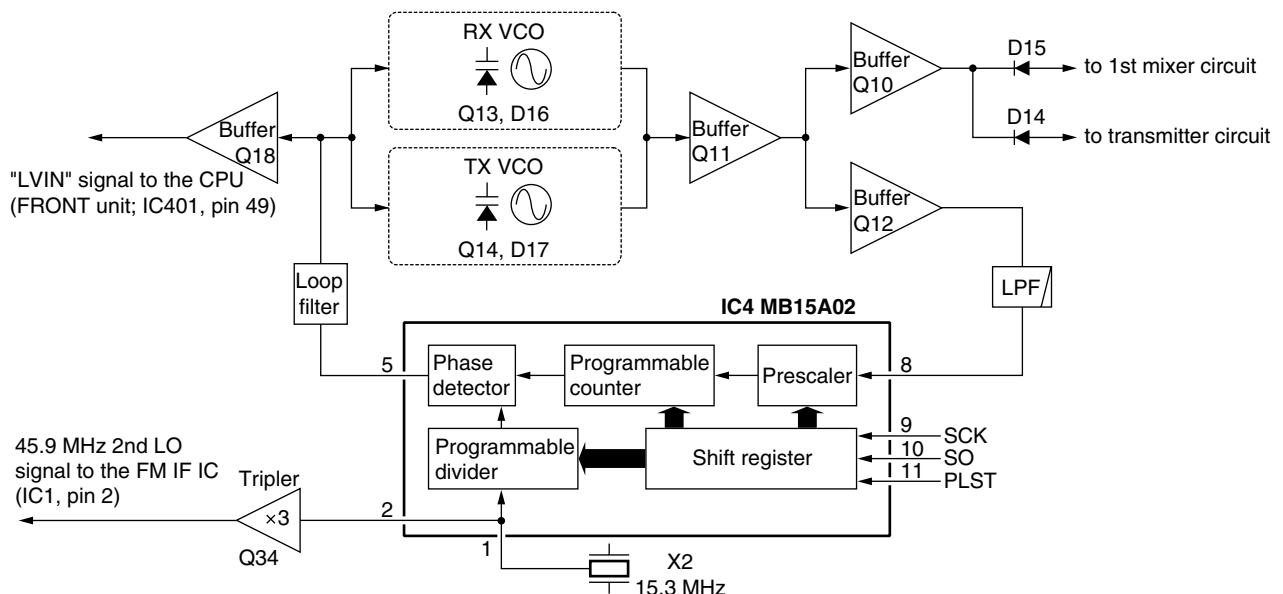 RX VCO
Q13, D16
TX VCO
Q14, D17
Buffer
Q18
"LVIN" signal to the CPU
(FRONT unit; IC401, pin 49)
Buffer
Q11
Buffer
Q10
Buffer
Q12
D15
to 1st mixer circuit
D14
to transmitter circuit
Loop
filter
LPF
IC4 MB15A02
5
Phase
detector
Programmable
counter
Prescaler
8
Programmable
divider
Shift register
9
SCK
10
SO
11
PLST
45.9 MHz 2nd LO
signal to the FM IF IC
(IC1, pin 2)
Tripler
×3
Q34
2
1
X2
15.3 MHz